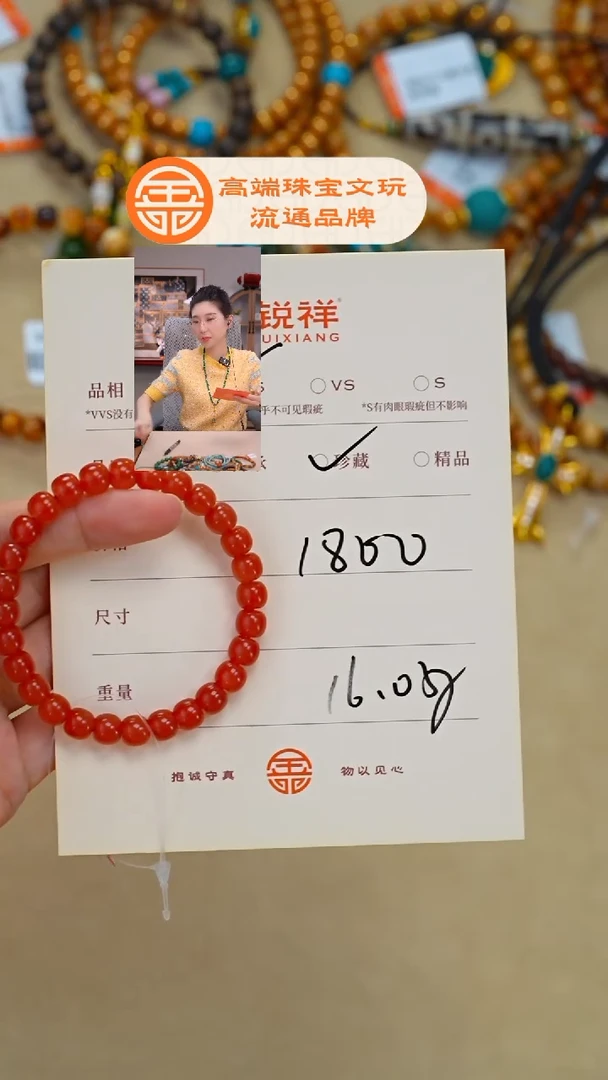 高端珠宝文玩
流通品牌
锐祥
UIXIANG
品相 VS S
*VVS没有 乎不可见瑕疵 *S有肉眼瑕疵但不影响
珍藏 精品
1800
尺寸
重量 16.08g
抱诚守真 物以见心